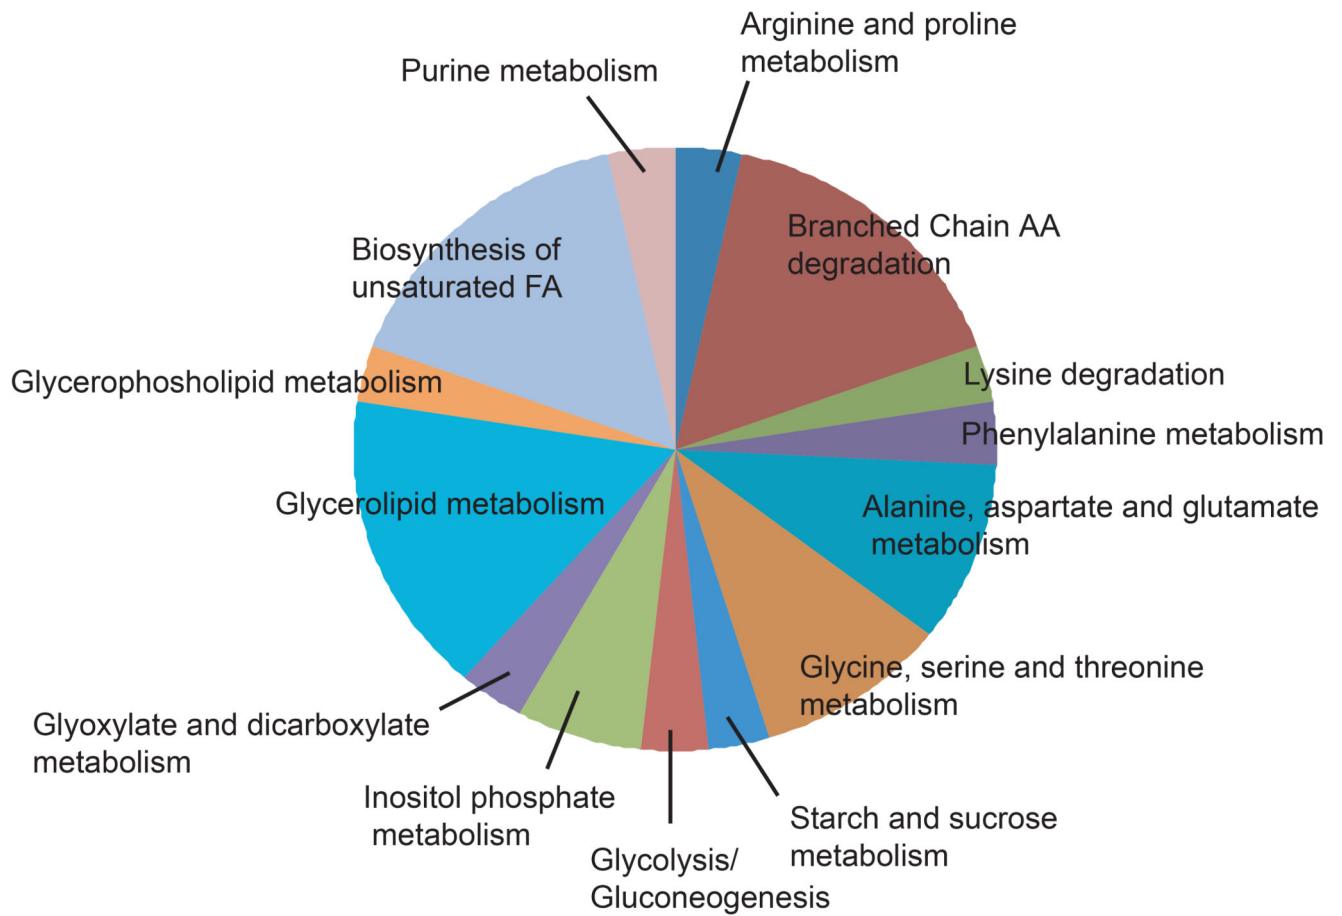 Arginine and proline
metabolism
Purine metabolism
Branched Chain AA
degradation
Biosynthesis of
unsaturated FA
Lysine degradation
Glycerophosholipid metabolism
Phenylalanine metabolism
Glycerolipid metabolism
Alanine, aspartate and glutamate
metabolism
Glycine, serine and threonine
metabolism
Glyoxylate and dicarboxylate
metabolism
Inositol phosphate
metabolism
Starch and sucrose
metabolism
Glycolysis/
Gluconeogenesis